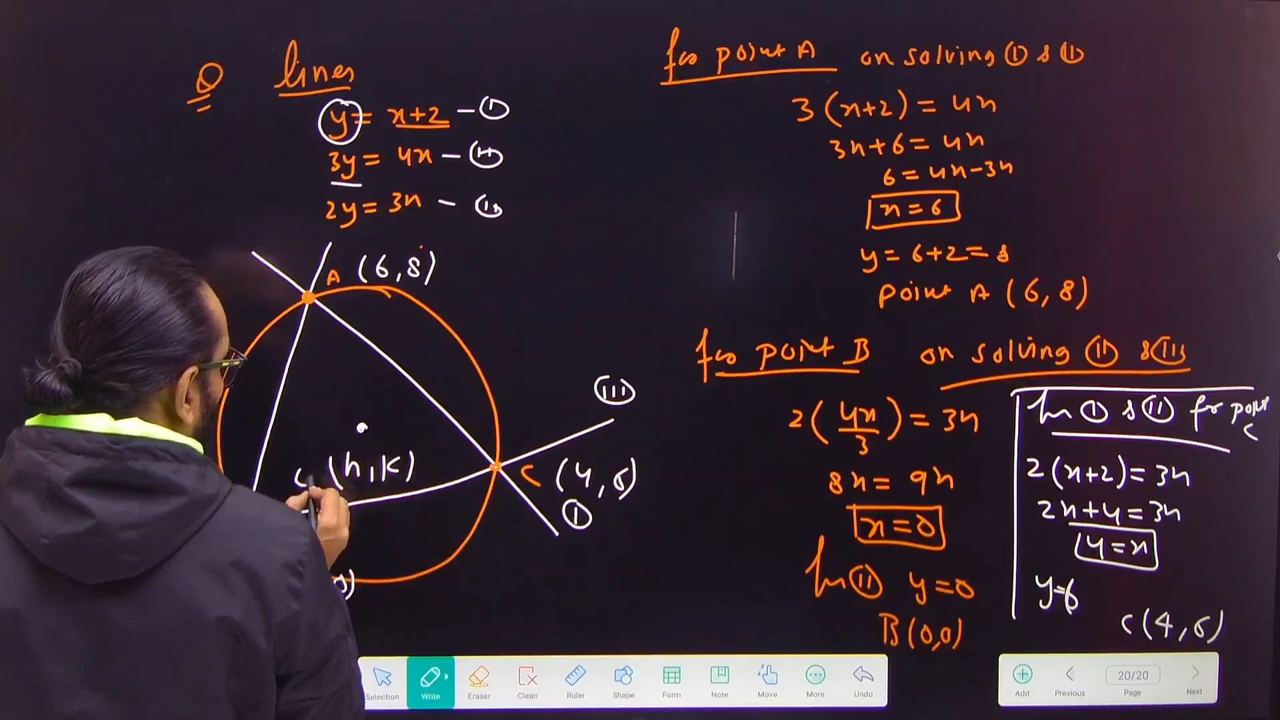 Q lines
y = x+2 - (I)
3y = 4x - (II)
2y = 3x - (III)
A (6,8)
(III)
C (4,6)
(I)
C (h,k)
0)
for point A on solving (I) & (II)
3(x+2) = 4x
3x+6 = 4x
6 = 4x-3x
x = 6
y = 6+2 = 8
point A (6,8)
for point B on solving (II) & (III)
2(4x/3) = 3x
8x = 9x
x = 0
In (II) y = 0
B(0,0)
In (I) & (II) for point C
2(x+2) = 3x
2x+4 = 3x
4 = x
y=6
C(4,6)
Selection
Write
Eraser
Clean
Ruler
Shape
Form
Note
Move
More
Undo
Add
Previous
20/20
Page
Next